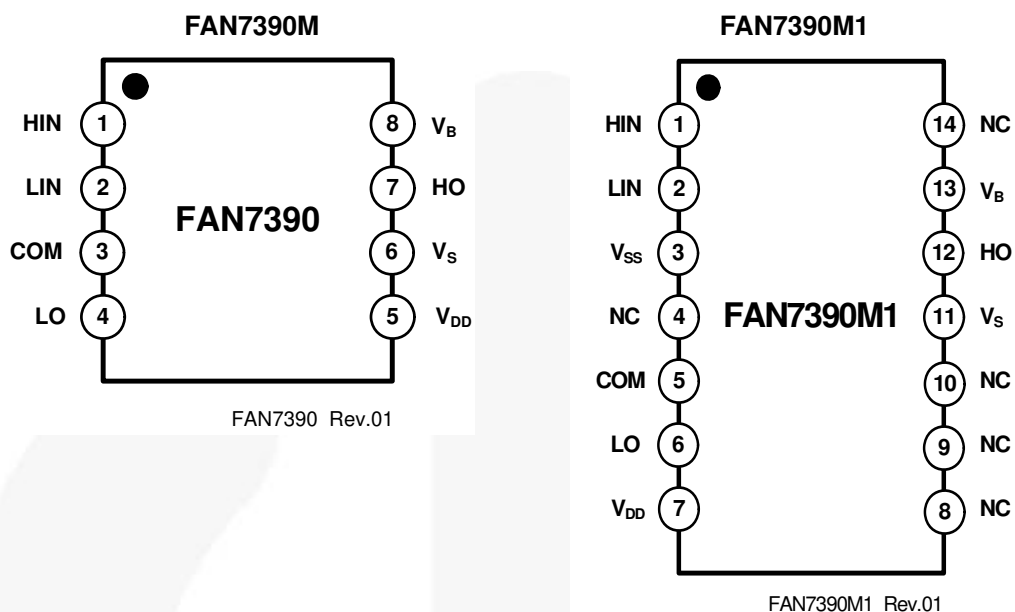 FAN7390M
HIN 1
8 VB
LIN 2
7 HO
COM 3
6 VS
LO 4
5 VDD
FAN7390
FAN7390 Rev.01
FAN7390M1
HIN 1
14 NC
LIN 2
13 VB
VSS 3
12 HO
NC 4
11 VS
FAN7390M1
COM 5
10 NC
LO 6
9 NC
VDD 7
8 NC
FAN7390M1 Rev.01